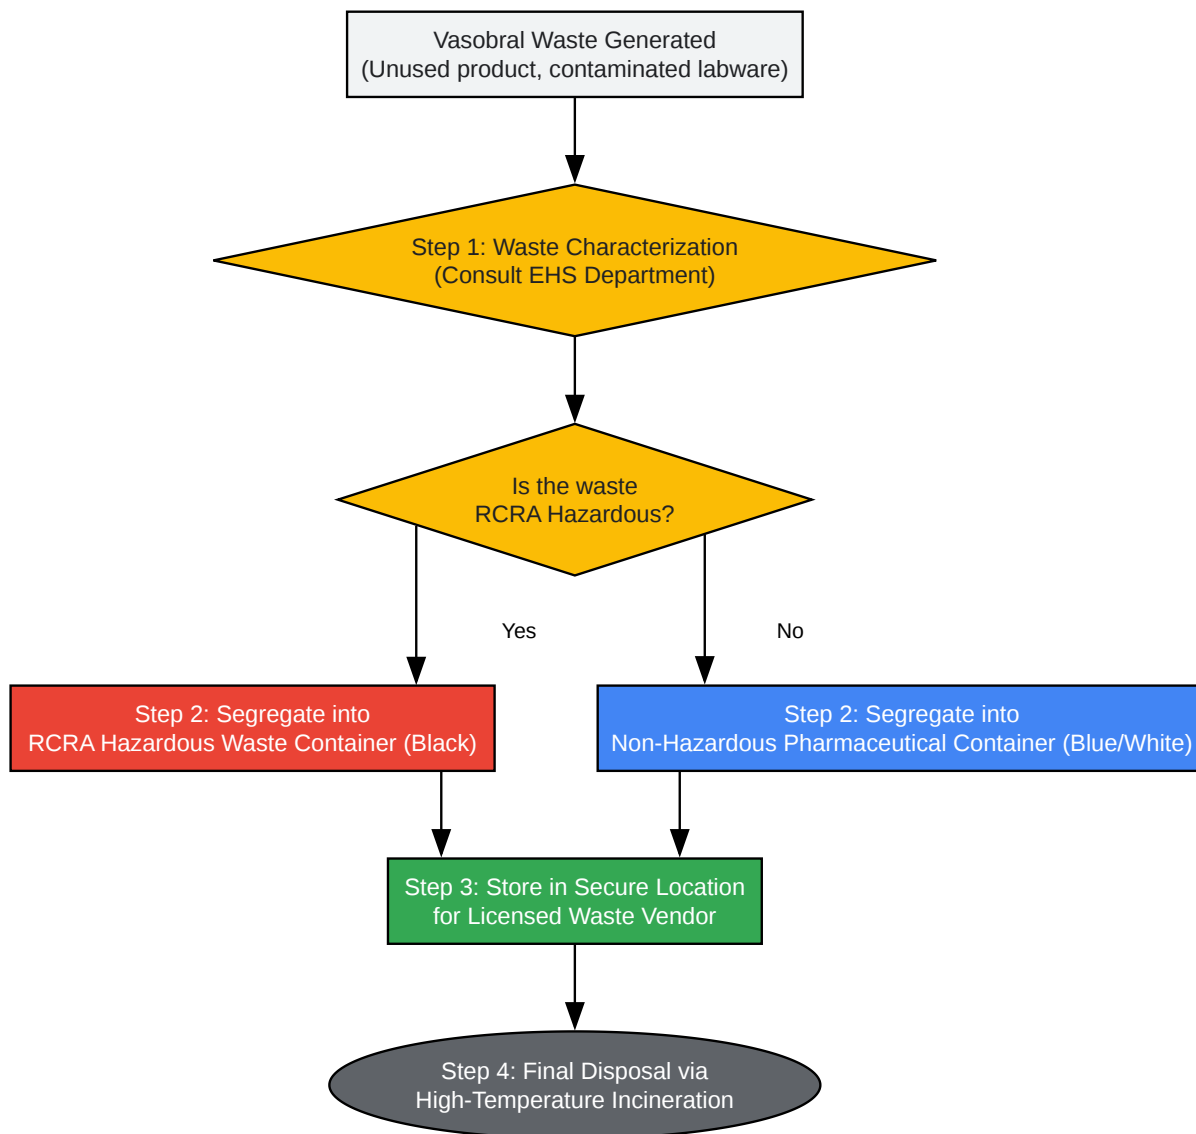 Vasobral Waste Generated
(Unused product, contaminated labware)
Step 1: Waste Characterization
(Consult EHS Department)
Is the waste
RCRA Hazardous?
Yes
No
Step 2: Segregate into
RCRA Hazardous Waste Container (Black)
Step 2: Segregate into
Non-Hazardous Pharmaceutical Container (Blue/White)
Step 3: Store in Secure Location
for Licensed Waste Vendor
Step 4: Final Disposal via
High-Temperature Incineration